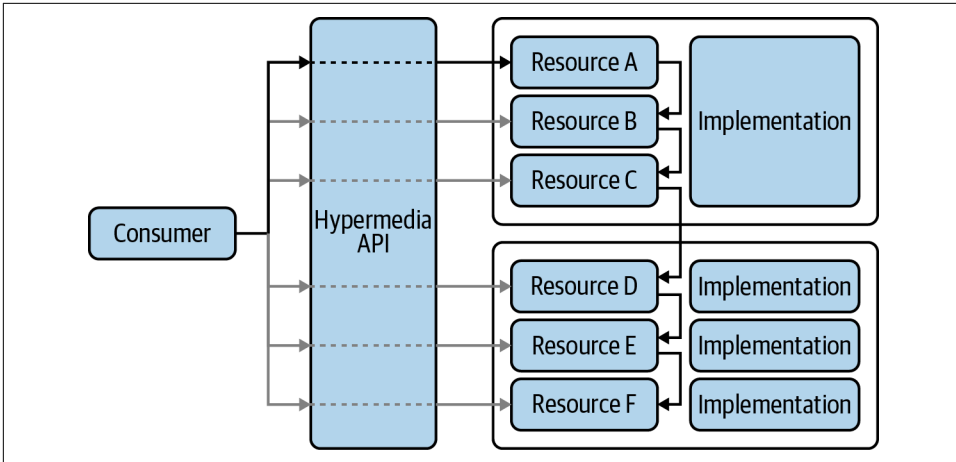 Resource A
Resource B
Implementation
Resource C
Consumer
Hypermedia
API
Resource D
Implementation
Resource E
Implementation
Resource F
Implementation